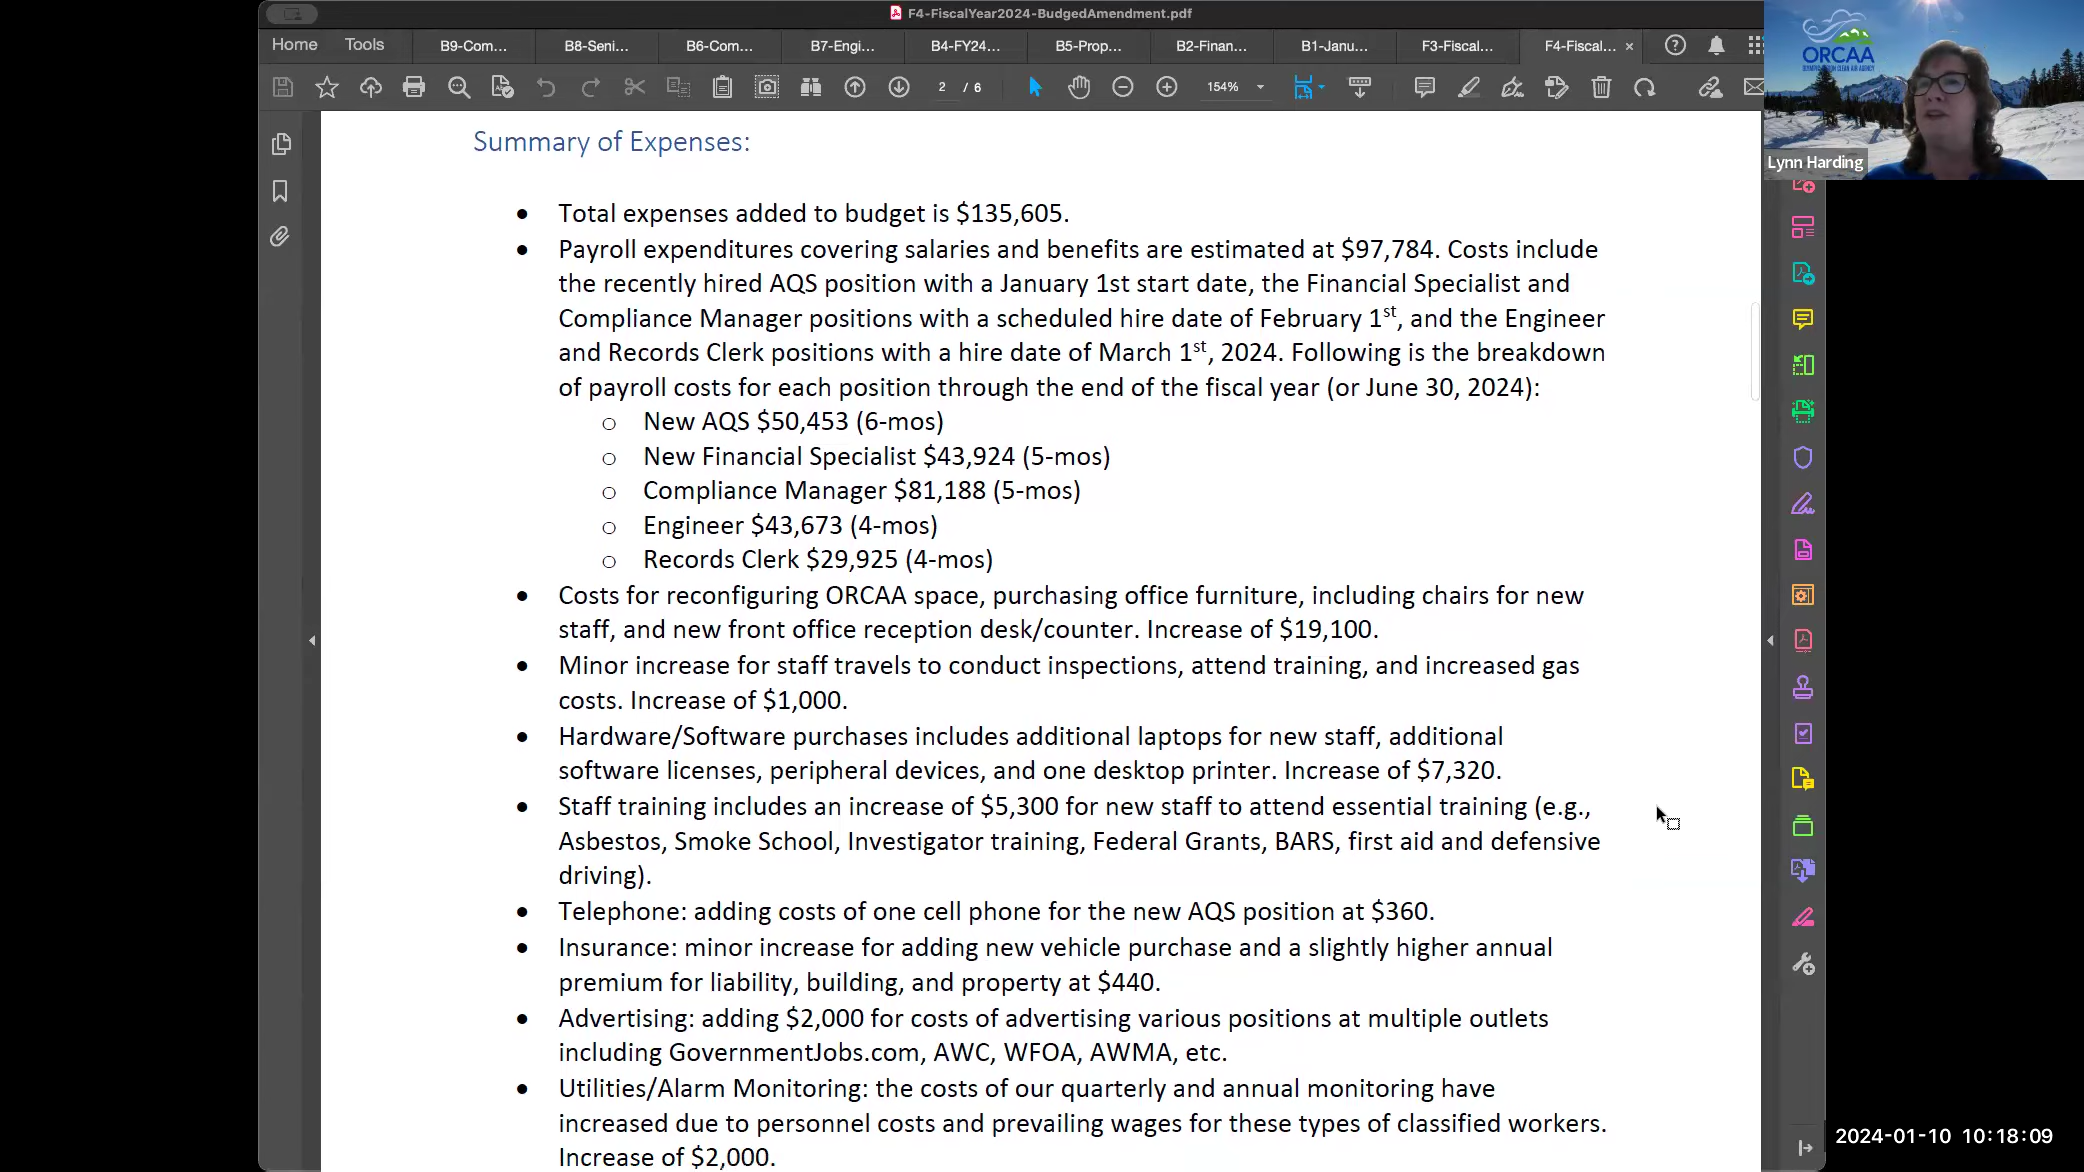 F4-FiscalYear2024-BudgedAmendment.pdf
Home Tools B9-Com... B8-Seni... B6-Com... B7-Engi... B4-FY24... B5-Prop... B2-Finan... B1-Janu... F3-Fiscal... F4-Fiscal...
2 / 6 154%
ORCAA
Lynn Harding
Summary of Expenses:
• Total expenses added to budget is $135,605.
• Payroll expenditures covering salaries and benefits are estimated at $97,784. Costs include
the recently hired AQS position with a January 1st start date, the Financial Specialist and
Compliance Manager positions with a scheduled hire date of February 1st, and the Engineer
and Records Clerk positions with a hire date of March 1st, 2024. Following is the breakdown
of payroll costs for each position through the end of the fiscal year (or June 30, 2024):
o New AQS $50,453 (6-mos)
o New Financial Specialist $43,924 (5-mos)
o Compliance Manager $81,188 (5-mos)
o Engineer $43,673 (4-mos)
o Records Clerk $29,925 (4-mos)
• Costs for reconfiguring ORCAA space, purchasing office furniture, including chairs for new
staff, and new front office reception desk/counter. Increase of $19,100.
• Minor increase for staff travels to conduct inspections, attend training, and increased gas
costs. Increase of $1,000.
• Hardware/Software purchases includes additional laptops for new staff, additional
software licenses, peripheral devices, and one desktop printer. Increase of $7,320.
• Staff training includes an increase of $5,300 for new staff to attend essential training (e.g.,
Asbestos, Smoke School, Investigator training, Federal Grants, BARS, first aid and defensive
driving).
• Telephone: adding costs of one cell phone for the new AQS position at $360.
• Insurance: minor increase for adding new vehicle purchase and a slightly higher annual
premium for liability, building, and property at $440.
• Advertising: adding $2,000 for costs of advertising various positions at multiple outlets
including GovernmentJobs.com, AWC, WFOA, AWMA, etc.
• Utilities/Alarm Monitoring: the costs of our quarterly and annual monitoring have
increased due to personnel costs and prevailing wages for these types of classified workers.
Increase of $2,000.
2024-01-10 10:18:09